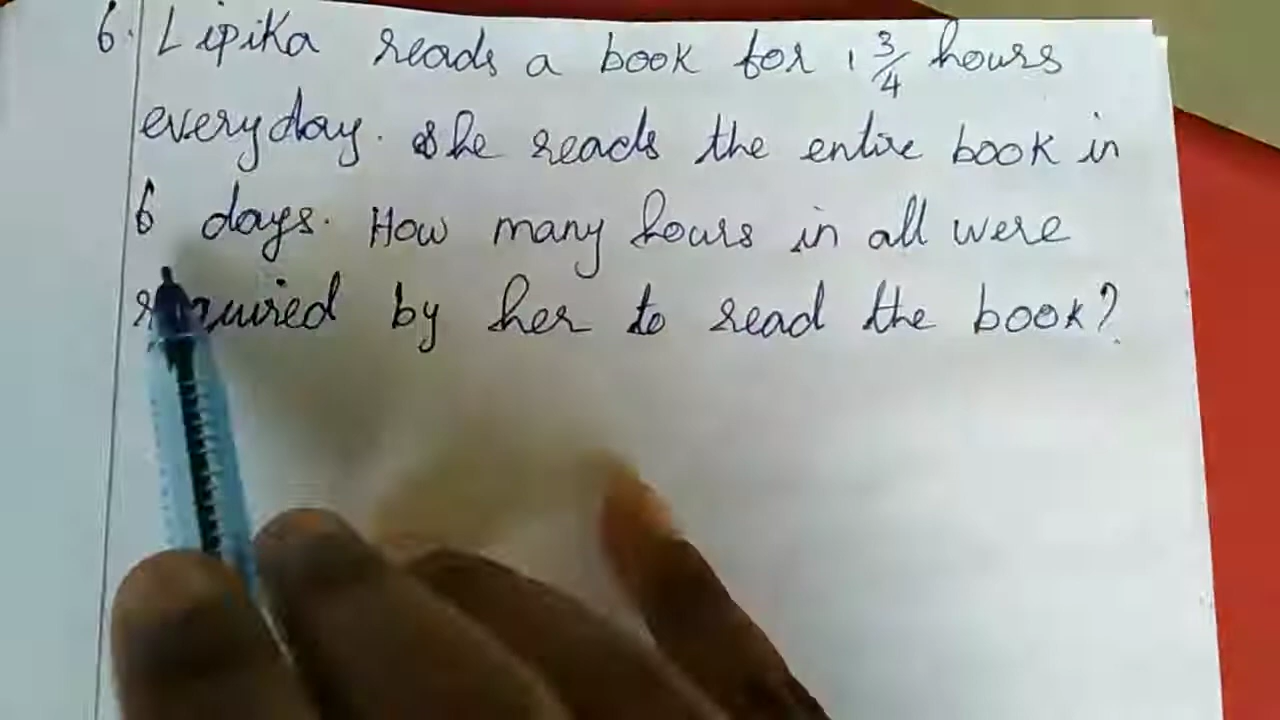 6. Lipika reads a book for 1 3/4 hours
everyday. She reads the entire book in
6 days. How many hours in all were
required by her to read the book?